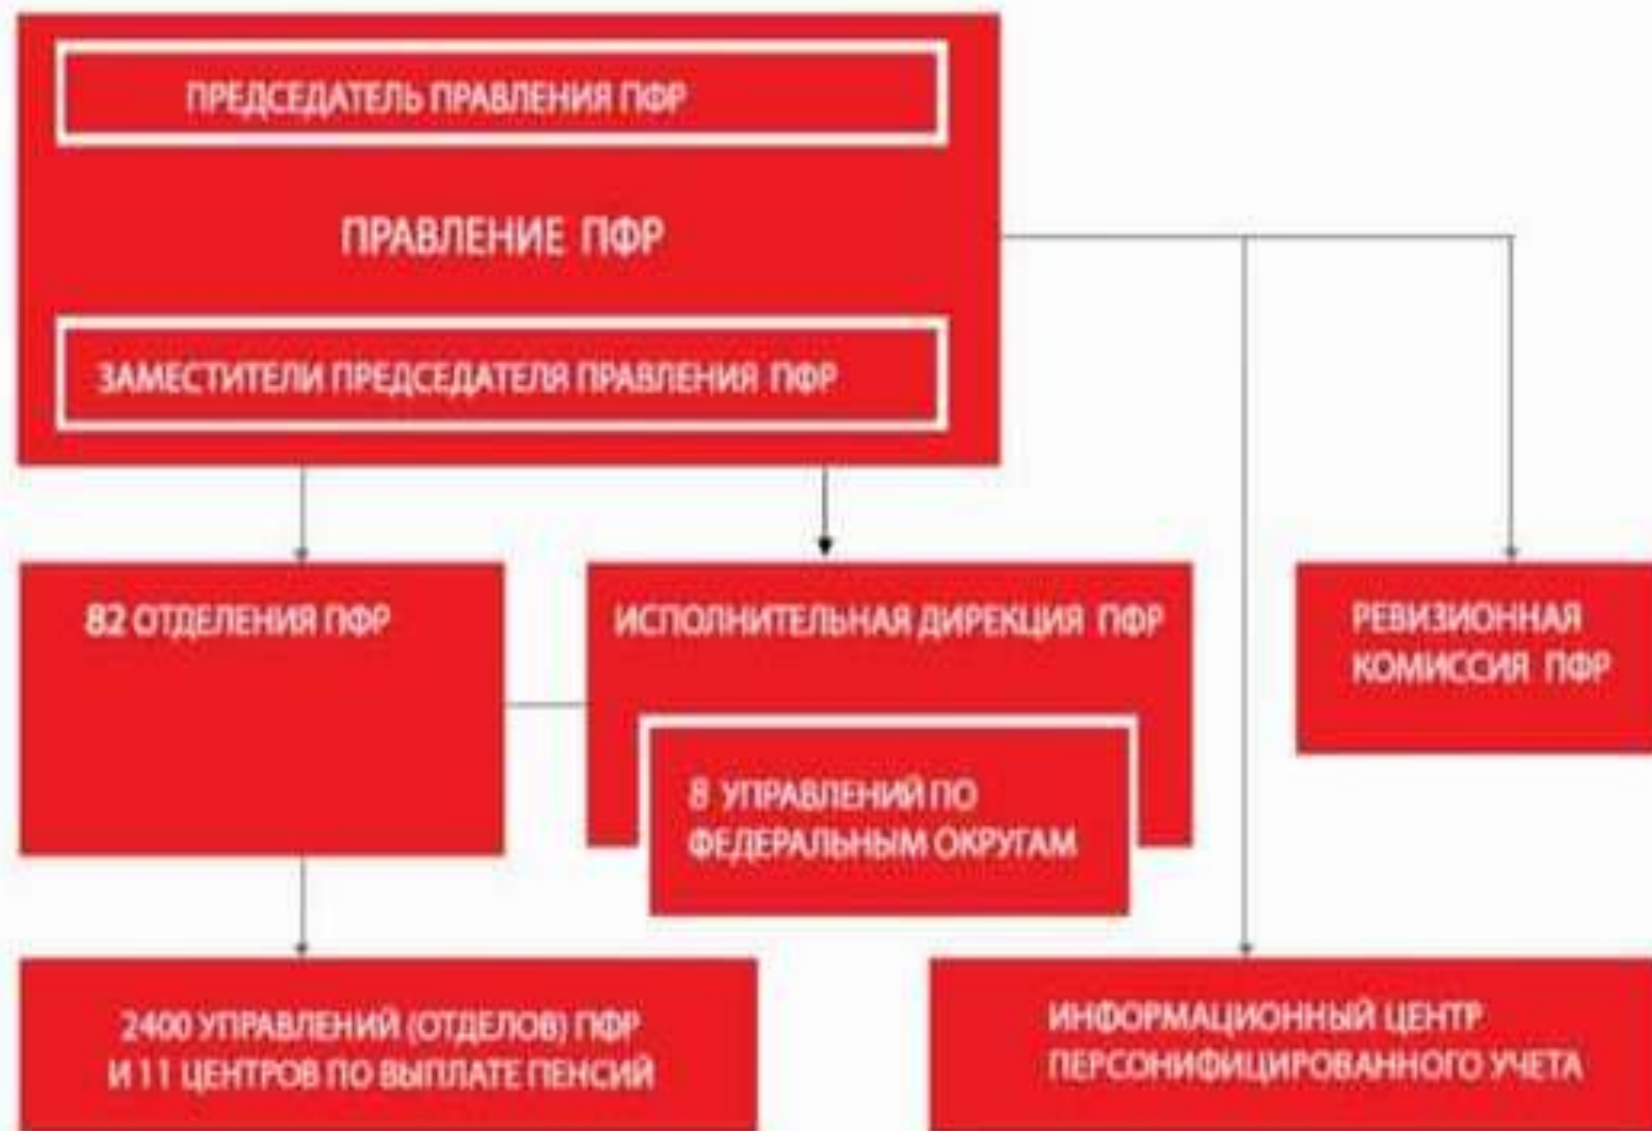 ПРЕДСЕДАТЕЛЬ ПРАВЛЕНИЯ ПФР
ПРАВЛЕНИЕ ПФР
ЗАМЕСТИТЕЛИ ПРЕДСЕДАТЕЛЯ ПРАВЛЕНИЯ ПФР
82 ОТДЕЛЕНИЯ ПФР
ИСПОЛНИТЕЛЬНАЯ ДИРЕКЦИЯ ПФР
8 УПРАВЛЕНИЙ ПО
ФЕДЕРАЛЬНЫМ ОКРУГАМ
РЕВИЗИОННАЯ
КОМИССИЯ ПФР
2400 УПРАВЛЕНИЙ (ОТДЕЛОВ) ПФР
И 11 ЦЕНТРОВ ПО ВЫПЛАТЕ ПЕНСИЙ
ИНФОРМАЦИОННЫЙ ЦЕНТР
ПЕРСОНИФИЦИРОВАННОГО УЧЕТА